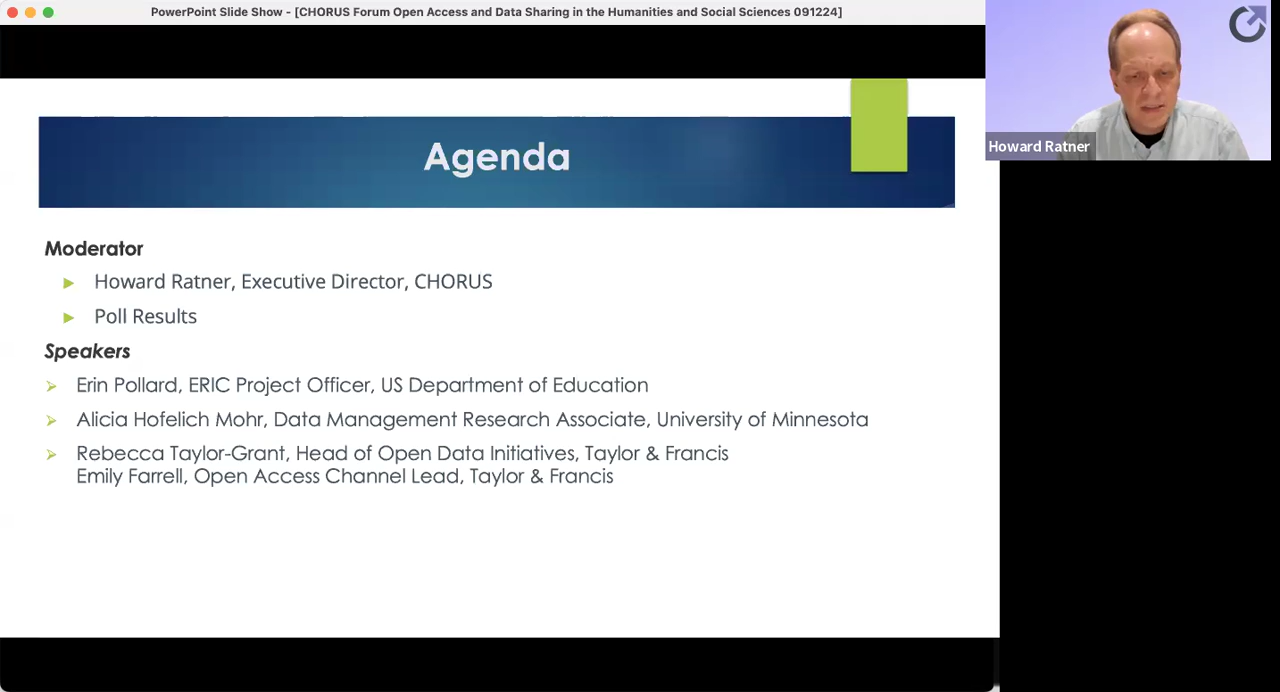 PowerPoint Slide Show - [CHORUS Forum Open Access and Data Sharing in the Humanities and Social Sciences 091224]
Howard Ratner
Agenda
Moderator
Howard Ratner, Executive Director, CHORUS
Poll Results
Speakers
Erin Pollard, ERIC Project Officer, US Department of Education
Alicia Hofelich Mohr, Data Management Research Associate, University of Minnesota
Rebecca Taylor-Grant, Head of Open Data Initiatives, Taylor & Francis
Emily Farrell, Open Access Channel Lead, Taylor & Francis